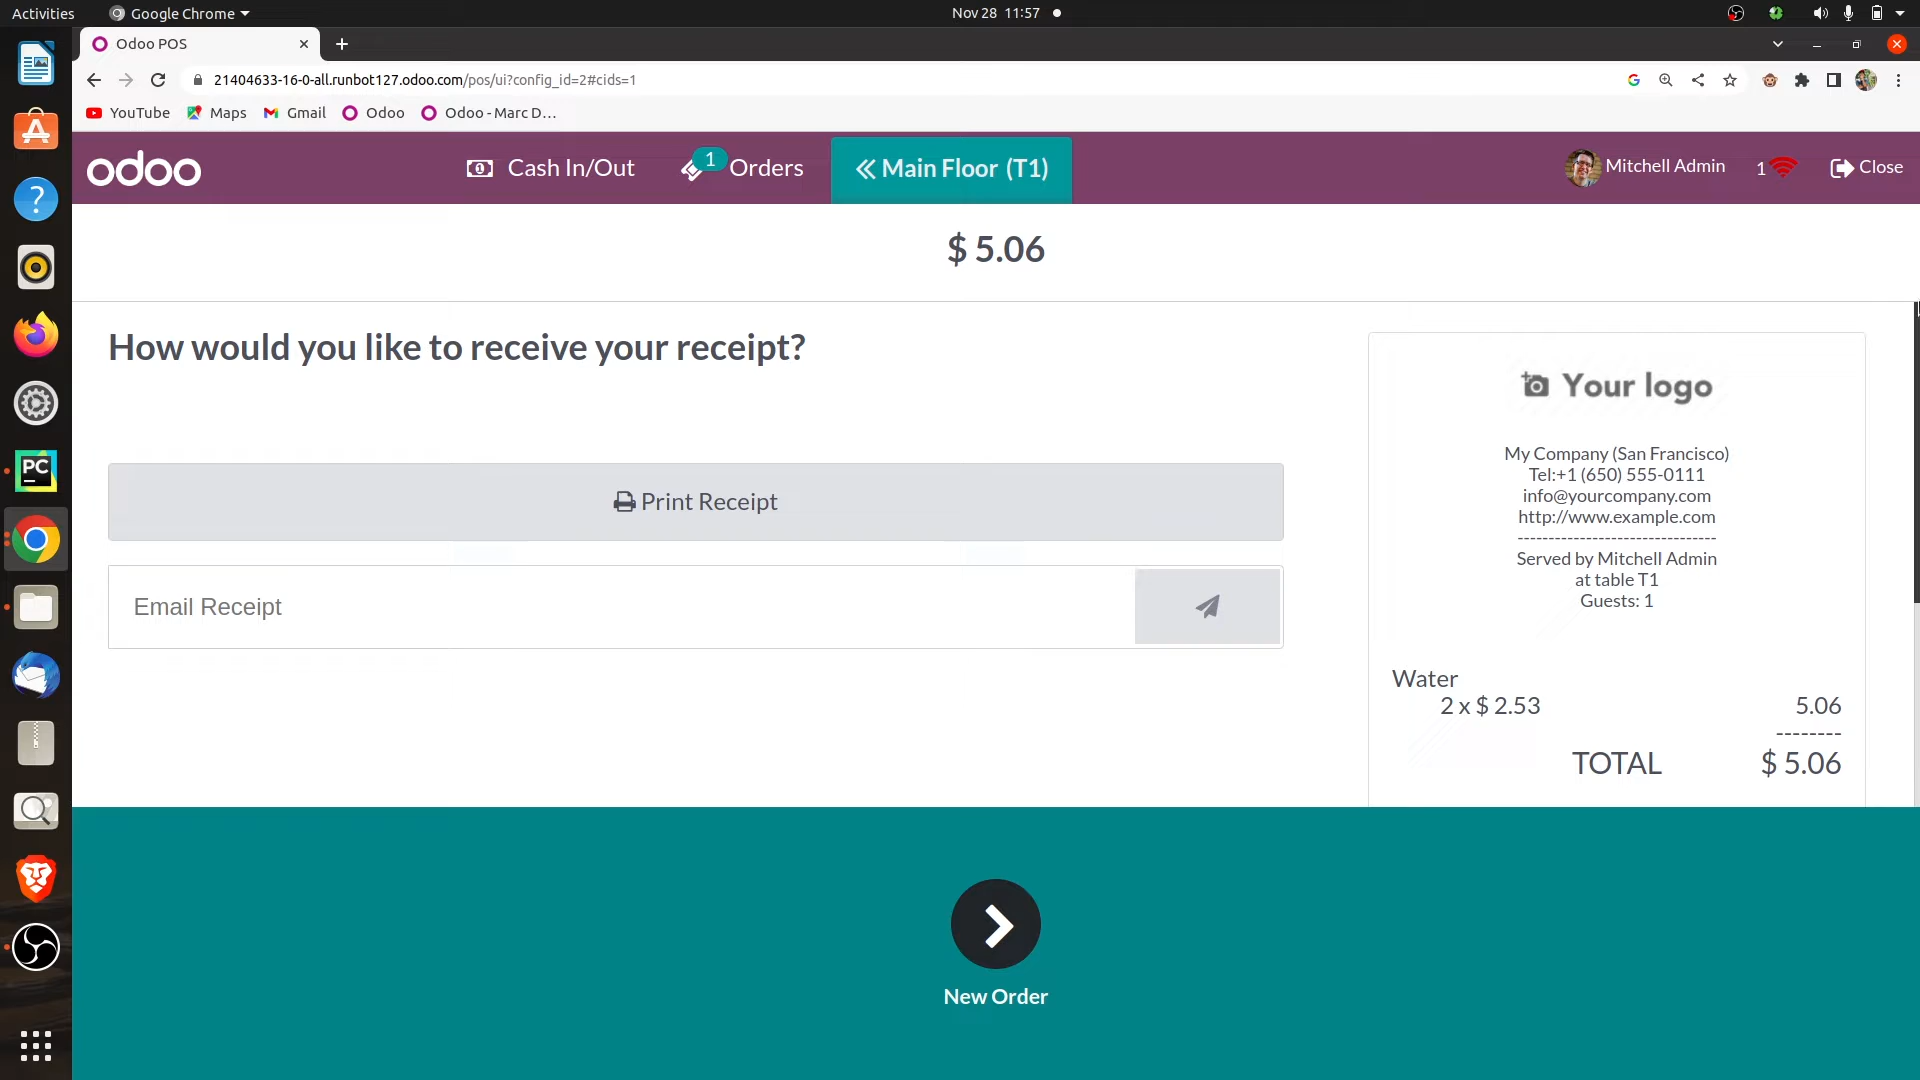 Activities
Google Chrome
Nov 28 11:57
Odoo POS
21404633-16-0-all.runbot127.odoo.com/pos/ui?config_id=2#cids=1
YouTube
Maps
Gmail
Odoo
Odoo - Marc D...
odoo
Cash In/Out
1
Orders
Main Floor (T1)
Mitchell Admin
1
Close
$ 5.06
How would you like to receive your receipt?
Print Receipt
Email Receipt
Your logo
My Company (San Francisco)
Tel:+1 (650) 555-0111
info@yourcompany.com
http://www.example.com
--------------------------------
Served by Mitchell Admin
at table T1
Guests: 1
Water
2 x $ 2.53 5.06
--------
TOTAL $ 5.06
New Order
PC